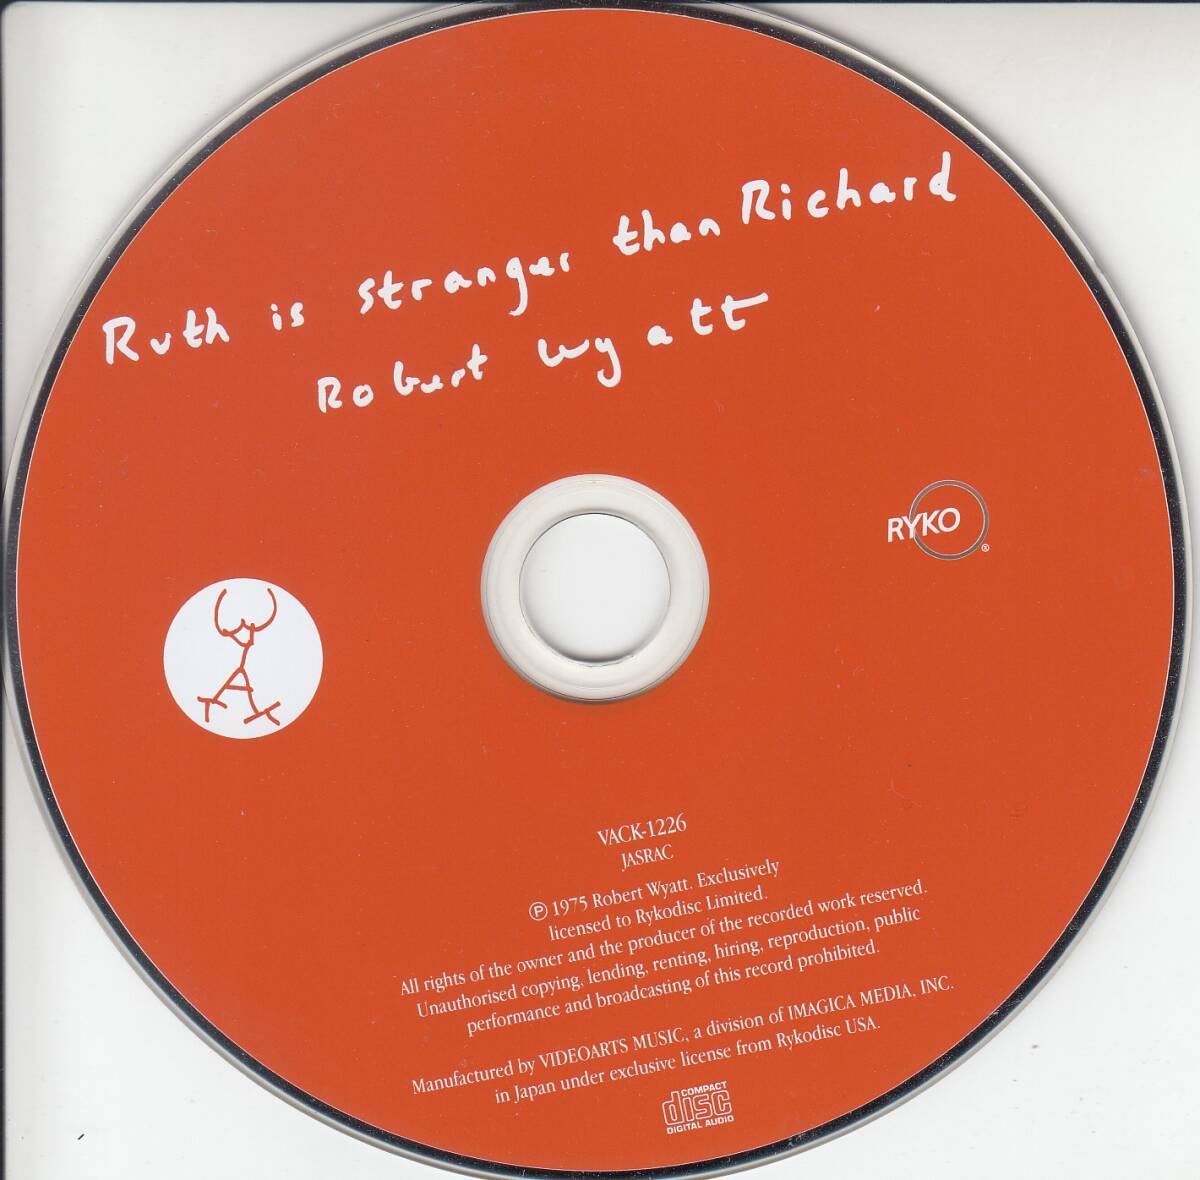 Ruth is stranger than Richard
Robert Wyatt
RYKO
®
VACK-1226
JASRAC
℗ 1975 Robert Wyatt. Exclusively
licensed to Rykodisc Limited.
All rights of the owner and the producer of the recorded work reserved.
Unauthorised copying, lending, renting, hiring, reproduction, public
performance and broadcasting of this record prohibited.
Manufactured by VIDEOARTS MUSIC, a division of IMAGICA MEDIA, INC.
in Japan under exclusive license from Rykodisc USA.
COMPACT
disc
DIGITAL AUDIO